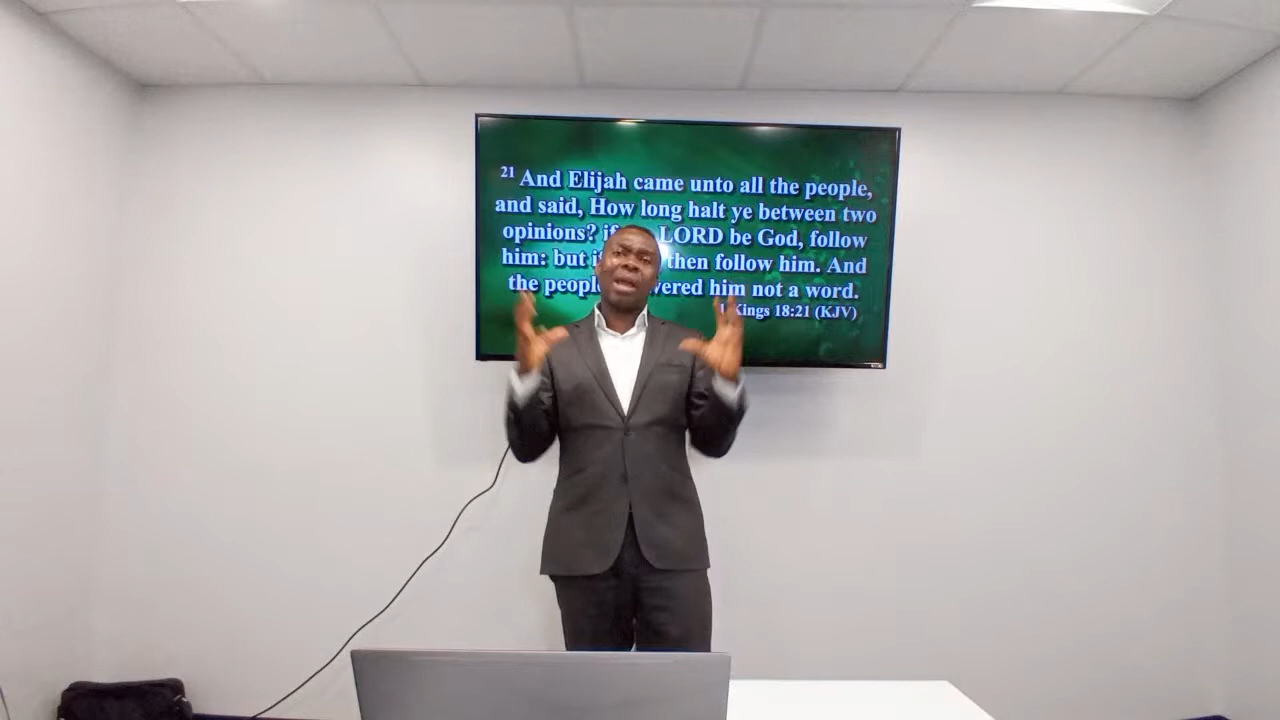 21 And Elijah came unto all the people,
and said, How long halt ye between two
opinions? if LORD be God, follow
him: but then follow him. And
the him not a word.
Kings 18:21 (KJV)